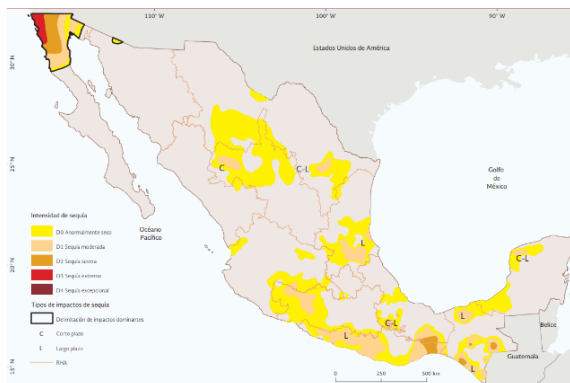 110° W
100° W
90° W
30° N
25° N
20° N
15° N
Estados Unidos de América
Golfo
de
México
Océano
Pacífico
Belice
Guatemala
C
C-L
L
C-L
L
C-L
L
L
Intensidad de sequía
D0 Anormalmente seco
D1 Sequía moderada
D2 Sequía severa
D3 Sequía extrema
D4 Sequía excepcional
Tipos de impactos de sequía
Delimitación de impactos dominantes
C Corto plazo
L Largo plazo
RHA
0 250 500 km